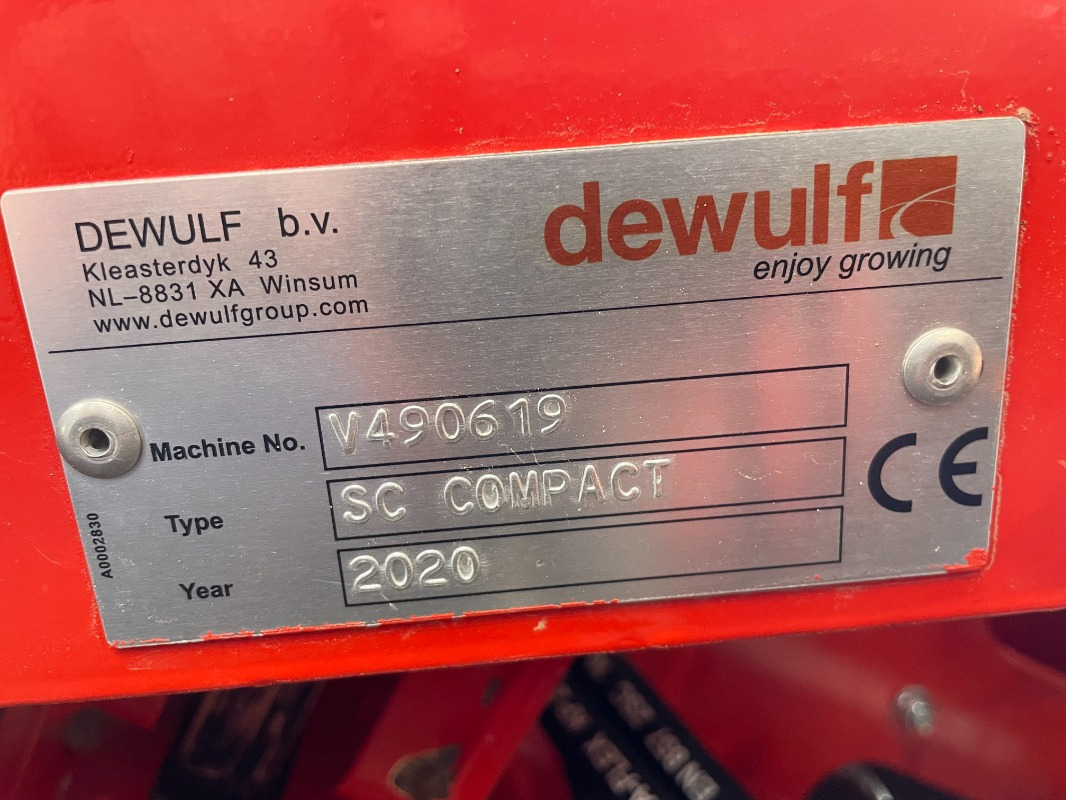 DEWULF b.v.
Kleasterdyk 43
NL-8831 XA Winsum
www.dewulfgroup.com
dewulf
enjoy growing
Machine No. V490619
Type SC COMPACT
Year 2020
CE
A0002830